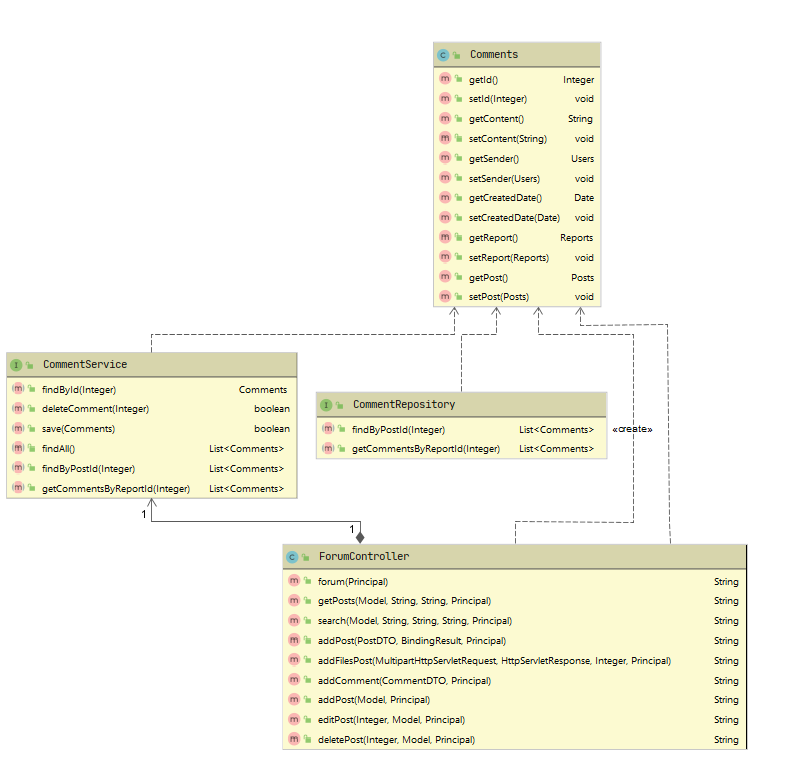 C Comments
m getId() Integer
m setId(Integer) void
m getContent() String
m setContent(String) void
m getSender() Users
m setSender(Users) void
m getCreatedDate() Date
m setCreatedDate(Date) void
m getReport() Reports
m setReport(Reports) void
m getPost() Posts
m setPost(Posts) void
I CommentService
m findById(Integer) Comments
m deleteComment(Integer) boolean
m save(Comments) boolean
m findAll() List<Comments>
m findByPostId(Integer) List<Comments>
m getCommentsByReportId(Integer) List<Comments>
I CommentRepository
m findByPostId(Integer) List<Comments>
m getCommentsByReportId(Integer) List<Comments>
«create»
1
1
C ForumController
m forum(Principal) String
m getPosts(Model, String, String, Principal) String
m search(Model, String, String, String, Principal) String
m addPost(PostDTO, BindingResult, Principal) String
m addFilesPost(MultipartHttpServletRequest, HttpServletResponse, Integer, Principal) String
m addComment(CommentDTO, Principal) String
m addPost(Model, Principal) String
m editPost(Integer, Model, Principal) String
m deletePost(Integer, Model, Principal) String